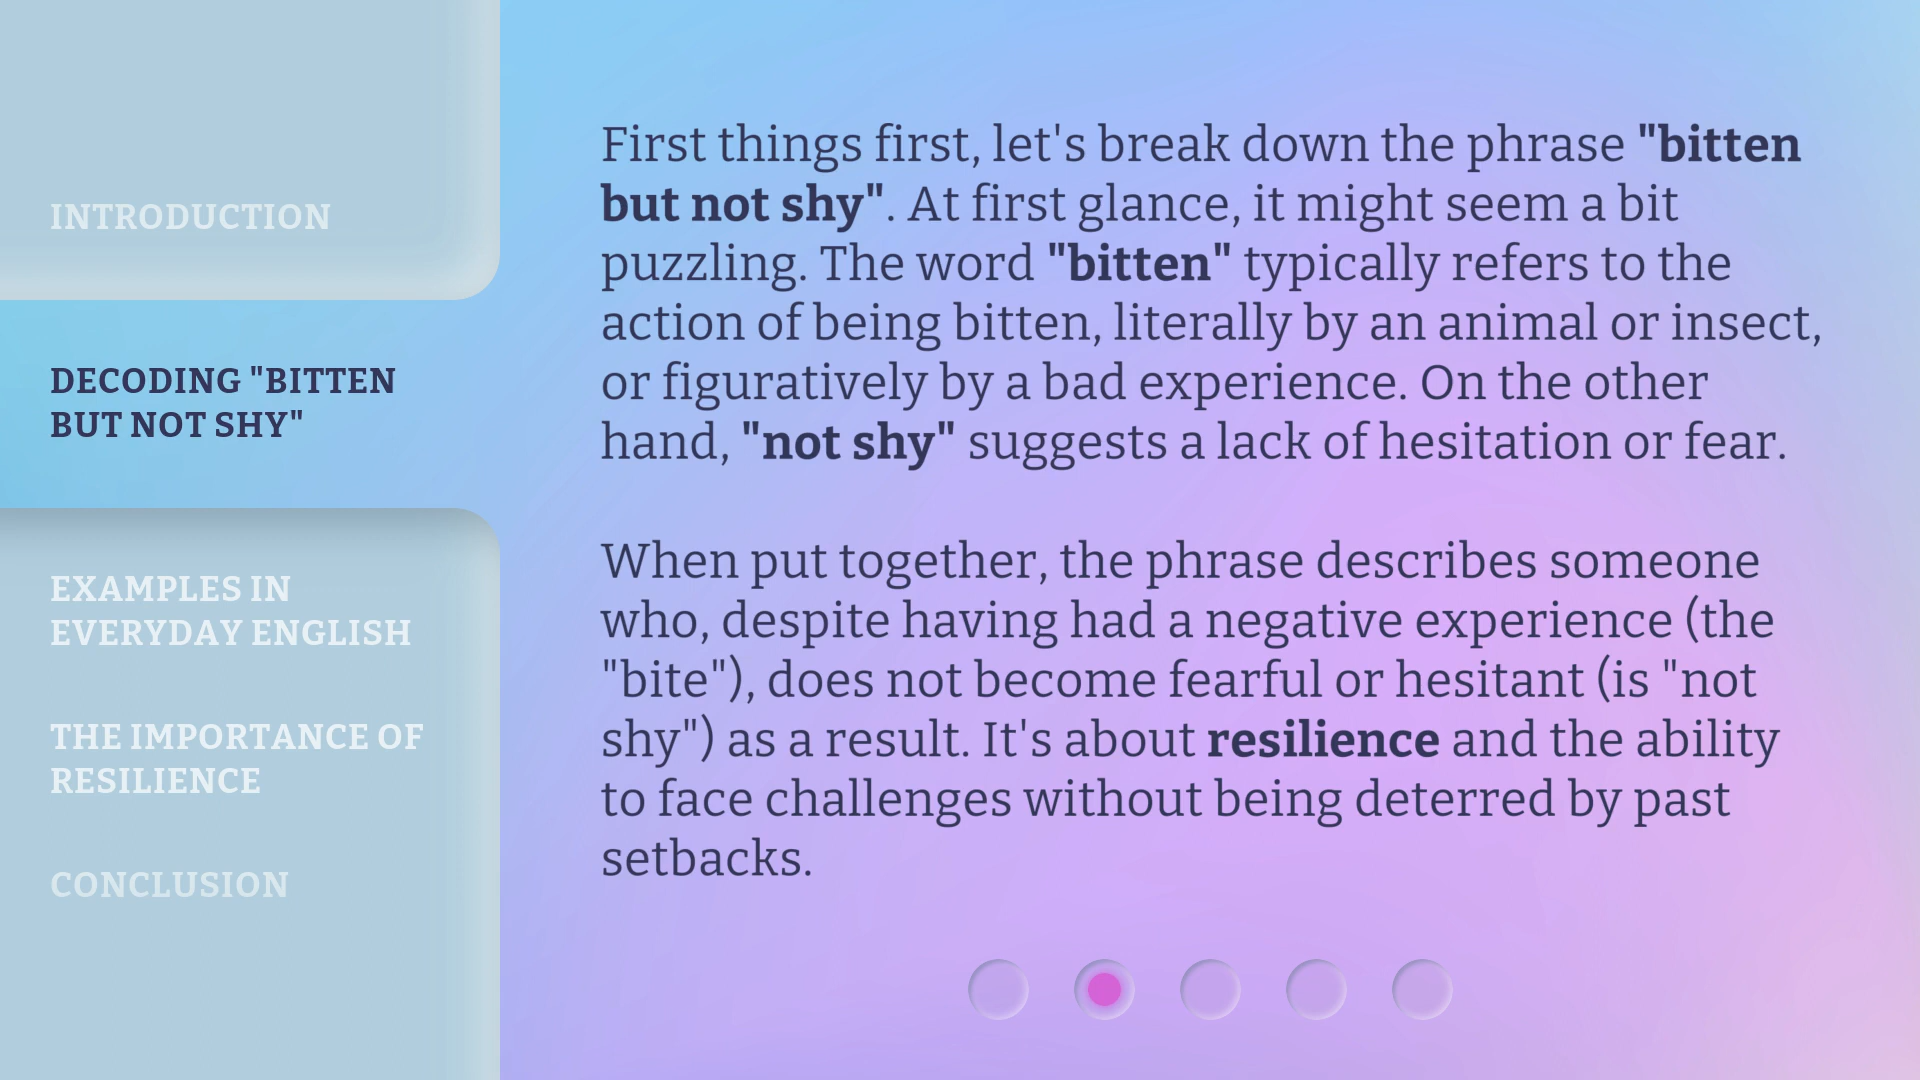 INTRODUCTION
DECODING "BITTEN
BUT NOT SHY"
EXAMPLES IN
EVERYDAY ENGLISH
THE IMPORTANCE OF
RESILIENCE
CONCLUSION
First things first, let's break down the phrase "bitten
but not shy". At first glance, it might seem a bit
puzzling. The word "bitten" typically refers to the
action of being bitten, literally by an animal or insect,
or figuratively by a bad experience. On the other
hand, "not shy" suggests a lack of hesitation or fear.
When put together, the phrase describes someone
who, despite having had a negative experience (the
"bite"), does not become fearful or hesitant (is "not
shy") as a result. It's about resilience and the ability
to face challenges without being deterred by past
setbacks.